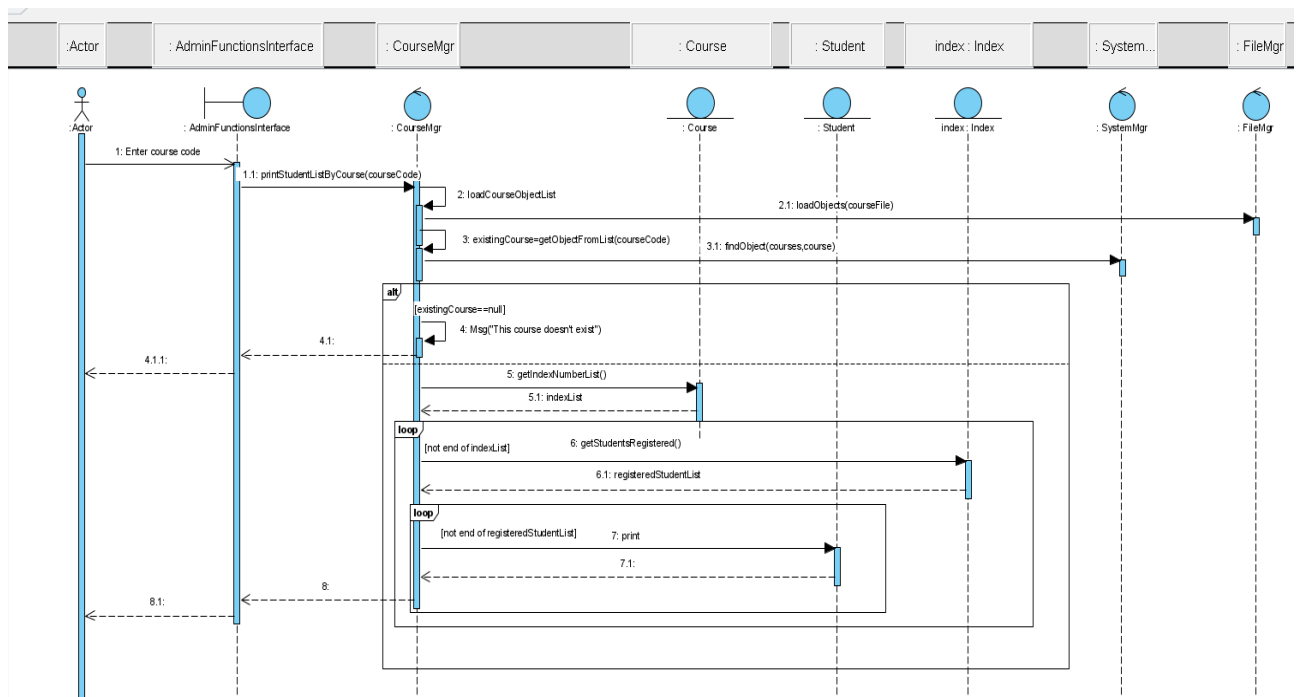 :Actor
: AdminFunctionsInterface
: CourseMgr
: Course
: Student
index : Index
: System...
: FileMgr
:Actor
: AdminFunctionsInterface
: CourseMgr
: Course
: Student
index : Index
: SystemMgr
: FileMgr
1: Enter course code
1.1: printStudentListByCourse(courseCode)
2: loadCourseObjectList
2.1: loadObjects(courseFile)
3: existingCourse=getObjectFromList(courseCode)
3.1: findObject(courses,course)
alt
[existingCourse==null]
4: Msg("This course doesn't exist")
4.1:
4.1.1:
5: getIndexNumberList()
5.1: indexList
loop
[not end of indexList]
6: getStudentsRegistered()
6.1: registeredStudentList
loop
[not end of registeredStudentList]
7: print
7.1:
8:
8.1: